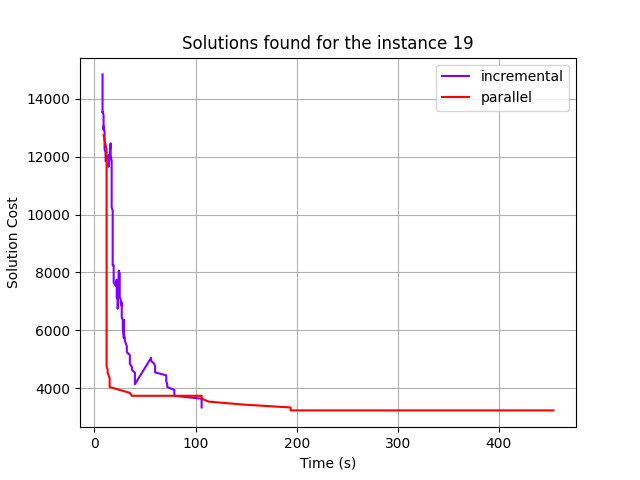 Solutions found for the instance 19
incremental
parallel
14000
12000
10000
8000
6000
4000
Solution Cost
0 100 200 300 400
Time (s)